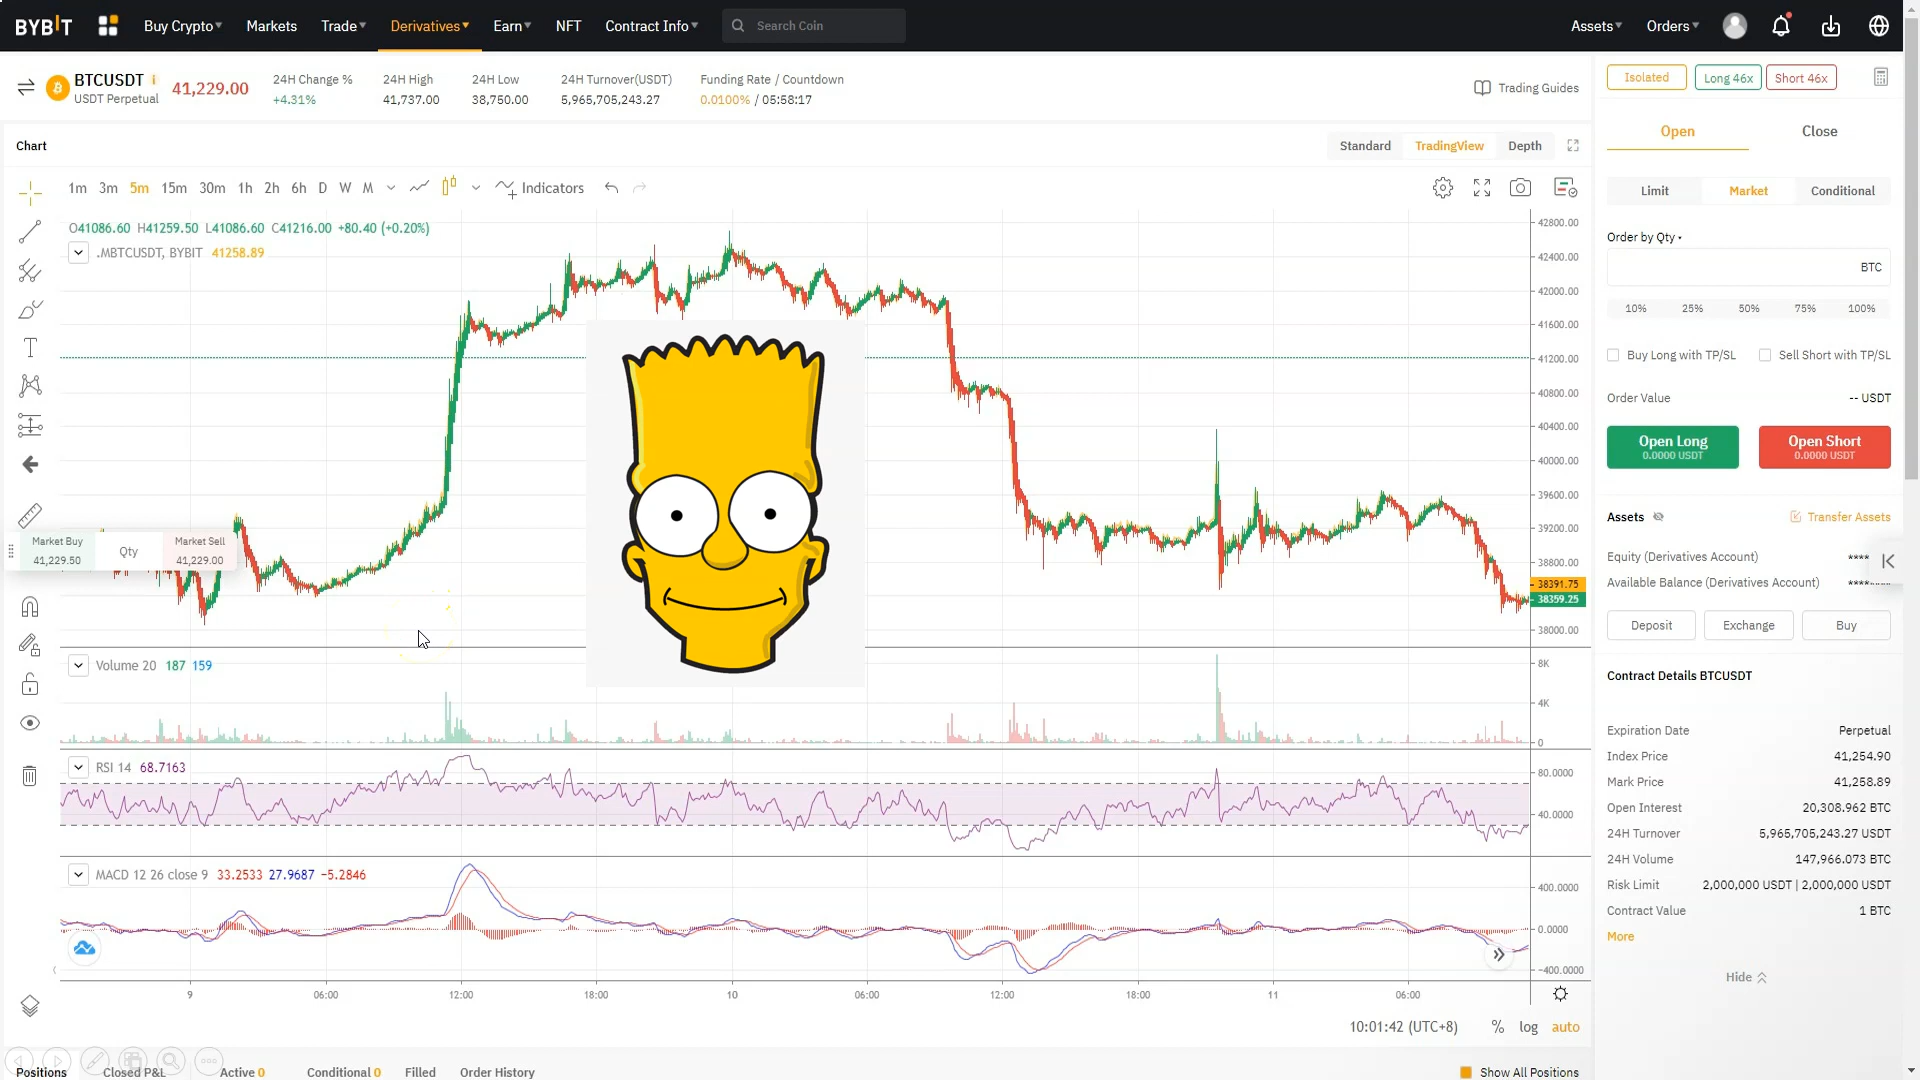 BYBIT Buy Crypto Markets Trade Derivatives Earn NFT Contract Info Search Coin Assets Orders
BTCUSDT i
USDT Perpetual
41,229.00
24H Change %
+4.31%
24H High
41,737.00
24H Low
38,750.00
24H Turnover(USDT)
5,965,705,243.27
Funding Rate / Countdown
0.0100% / 05:58:17
Trading Guides
Chart
Standard TradingView Depth
1m 3m 5m 15m 30m 1h 2h 6h D W M Indicators
O41086.60 H41259.50 L41086.60 C41216.00 +80.40 (+0.20%)
.MBTCUSDT, BYBIT 41258.89
42800.00
42400.00
42000.00
41600.00
41200.00
40800.00
40400.00
40000.00
39600.00
39200.00
38800.00
38391.75
38359.25
38000.00
Market Buy
41,229.50
Qty
Market Sell
41,229.00
Volume 20 187 159
8K
4K
0
RSI 14 68.7163
80.0000
40.0000
MACD 12 26 close 9 33.2533 27.9687 −5.2846
400.0000
0.0000
−400.0000
9 06:00 12:00 18:00 10 06:00 12:00 18:00 11 06:00
10:01:42 (UTC+8) % log auto
Positions Closed P&L Active 0 Conditional 0 Filled Order History
Show All Positions
Isolated Long 46x Short 46x
Open Close
Limit Market Conditional
Order by Qty
BTC
10% 25% 50% 75% 100%
Buy Long with TP/SL Sell Short with TP/SL
Order Value -- USDT
Open Long
0.0000 USDT
Open Short
0.0000 USDT
Assets Transfer Assets
Equity (Derivatives Account) ****
Available Balance (Derivatives Account) ****
Deposit Exchange Buy
Contract Details BTCUSDT
Expiration Date Perpetual
Index Price 41,254.90
Mark Price 41,258.89
Open Interest 20,308.962 BTC
24H Turnover 5,965,705,243.27 USDT
24H Volume 147,966.073 BTC
Risk Limit 2,000,000 USDT | 2,000,000 USDT
Contract Value 1 BTC
More
Hide